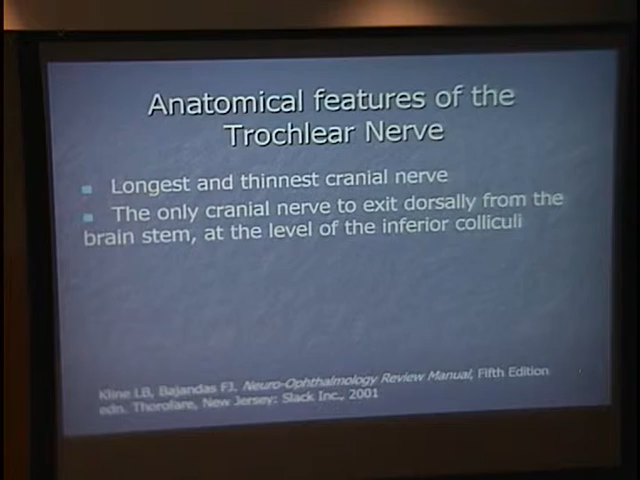 Anatomical features of the
Trochlear Nerve
Longest and thinnest cranial nerve
The only cranial nerve to exit dorsally from the
brain stem, at the level of the inferior colliculi
Kline LB, Bajandas FJ. Neuro-Ophthalmology Review Manual, Fifth Edition
edn. Thorofare, New Jersey: Slack Inc., 2001